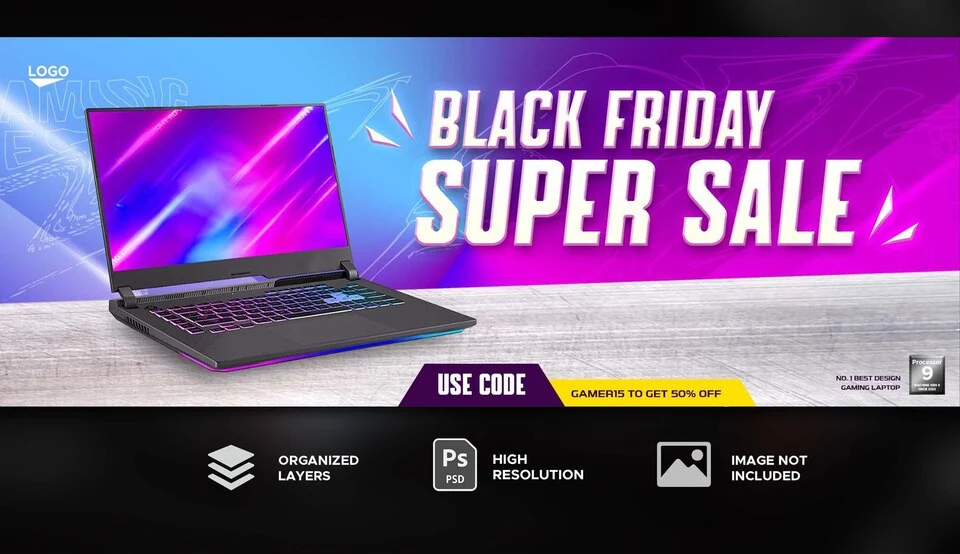 LOGO
BLACK FRIDAY
SUPER SALE
USE CODE
GAMER15 TO GET 50% OFF
NO. 1 BEST DESIGN
GAMING LAPTOP
Processor
9
ORGANIZED
LAYERS
Ps
PSD
HIGH
RESOLUTION
IMAGE NOT
INCLUDED